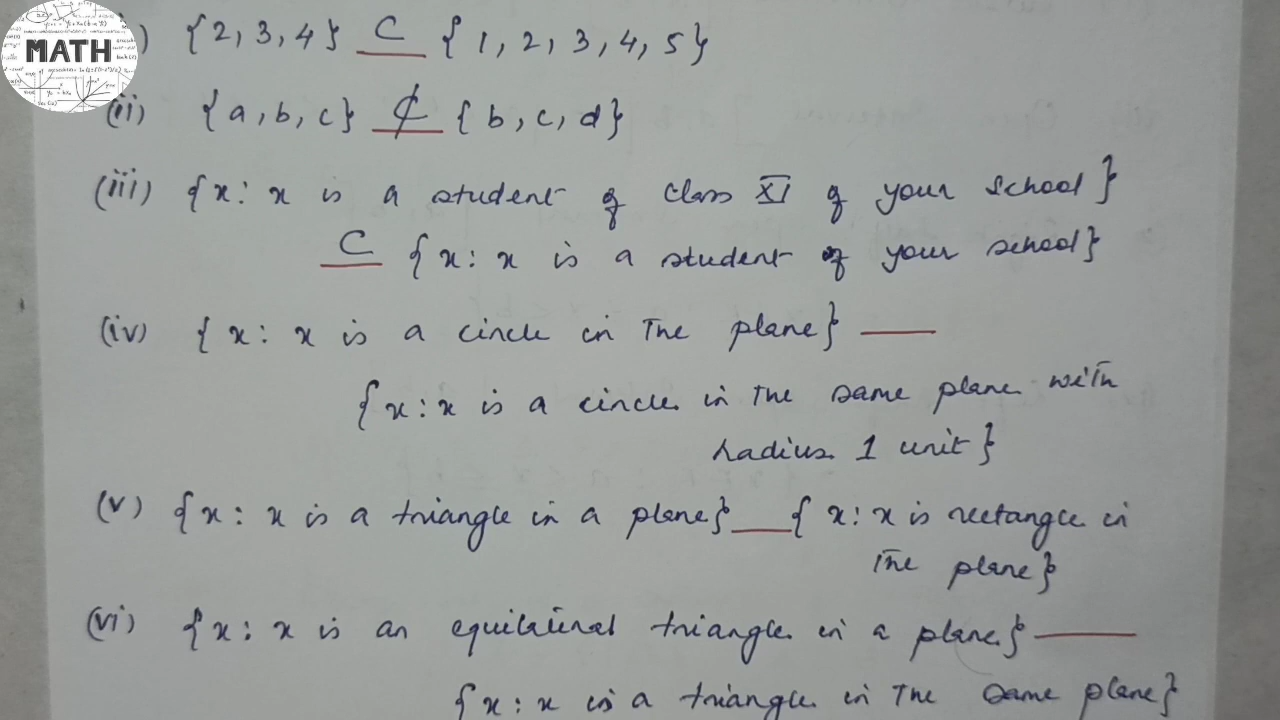 MATH
) {2, 3, 4} ⊂ {1, 2, 3, 4, 5}
(ii) {a, b, c} ⊄ {b, c, d}
(iii) {x: x is a student of class XI of your school}
⊂ {x: x is a student of your school}
(iv) {x: x is a circle in The plane} ___
{x: x is a circle in The same plane with
radius 1 unit}
(v) {x: x is a triangle in a plane} ___ {x: x is rectangle in
The plane}
(vi) {x: x is an equilateral triangle in a plane} ___
{x: x is a triangle in The same plane}